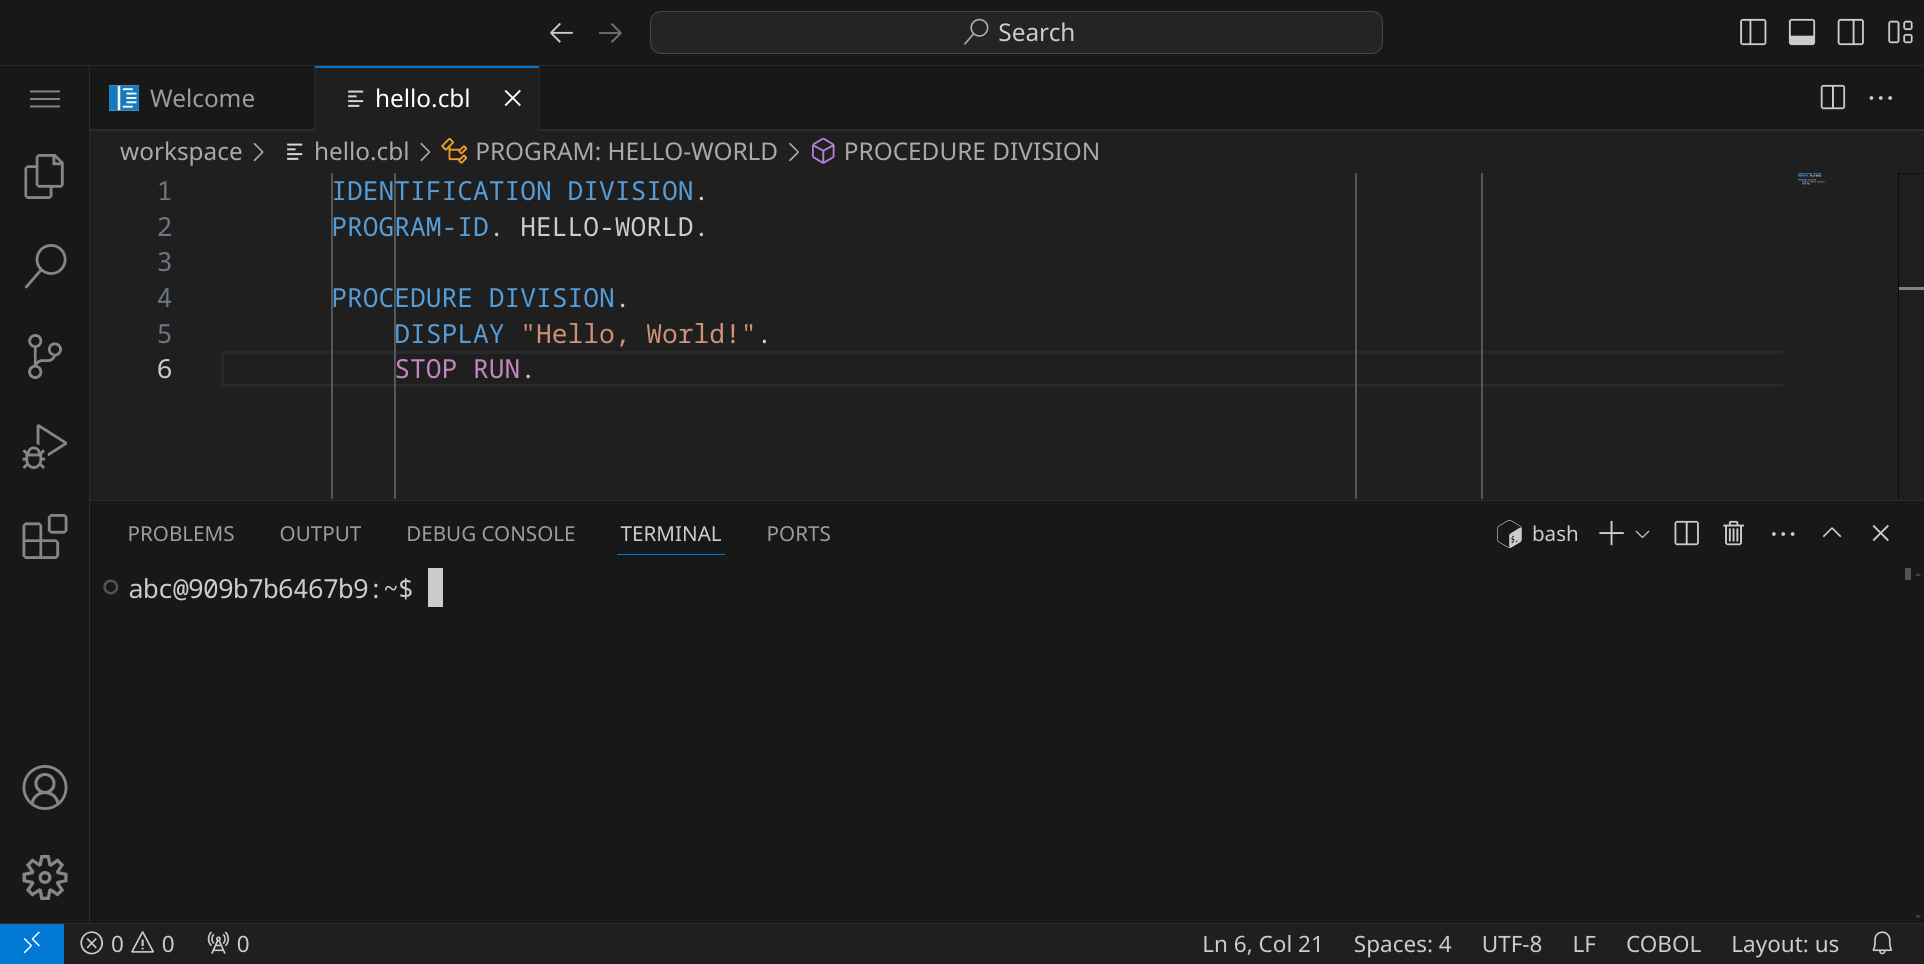 Search
Welcome
hello.cbl
workspace > hello.cbl > PROGRAM: HELLO-WORLD > PROCEDURE DIVISION
1 IDENTIFICATION DIVISION.
2 PROGRAM-ID. HELLO-WORLD.
3
4 PROCEDURE DIVISION.
5 DISPLAY "Hello, World!".
6 STOP RUN.
PROBLEMS OUTPUT DEBUG CONSOLE TERMINAL PORTS bash
abc@909b7b6467b9:~$
0 0 0 Ln 6, Col 21 Spaces: 4 UTF-8 LF COBOL Layout: us